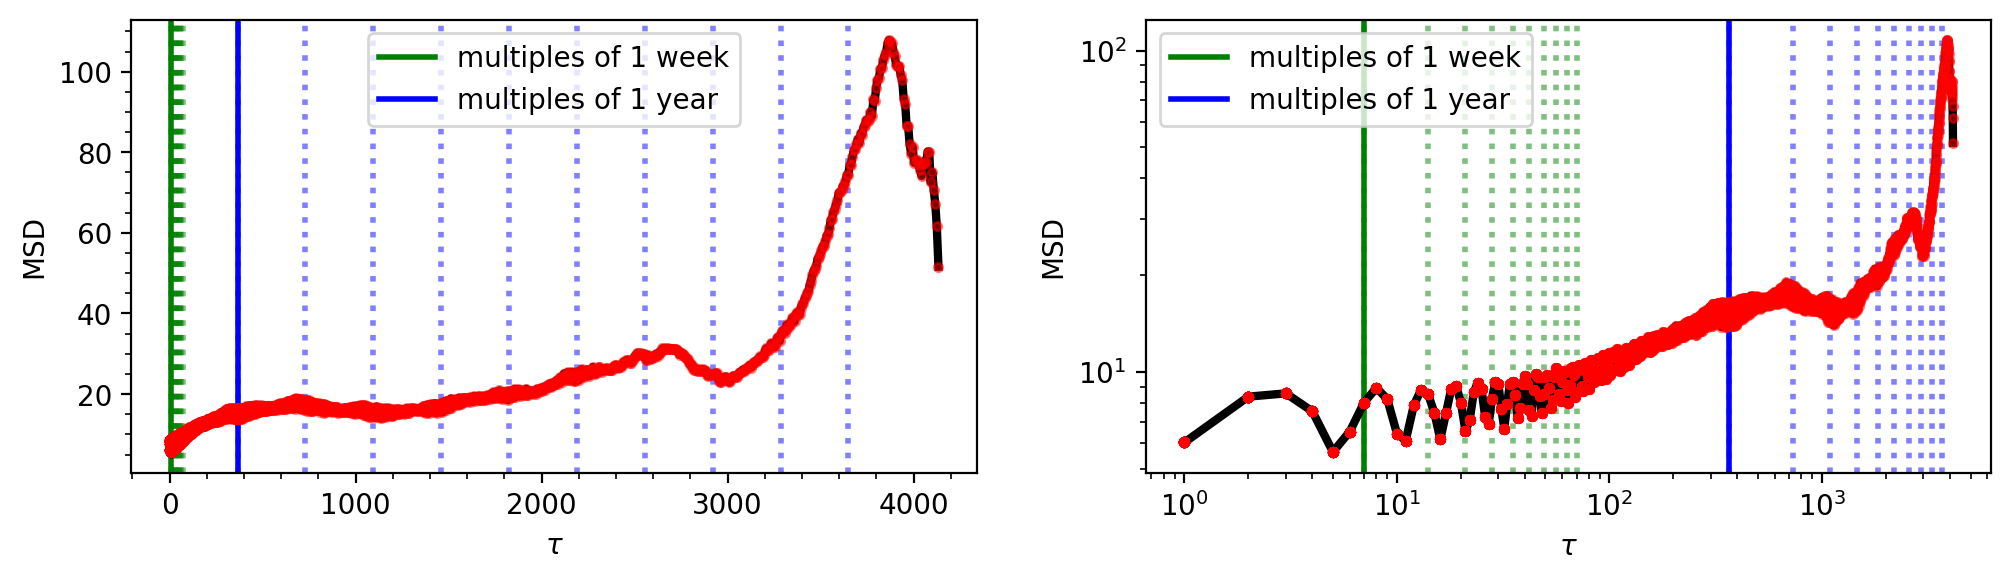 multiples of 1 week
multiples of 1 year
MSD
20
40
60
80
100
0
1000
2000
3000
4000
τ
multiples of 1 week
multiples of 1 year
MSD
10²
10¹
10⁰
10¹
10²
10³
τ